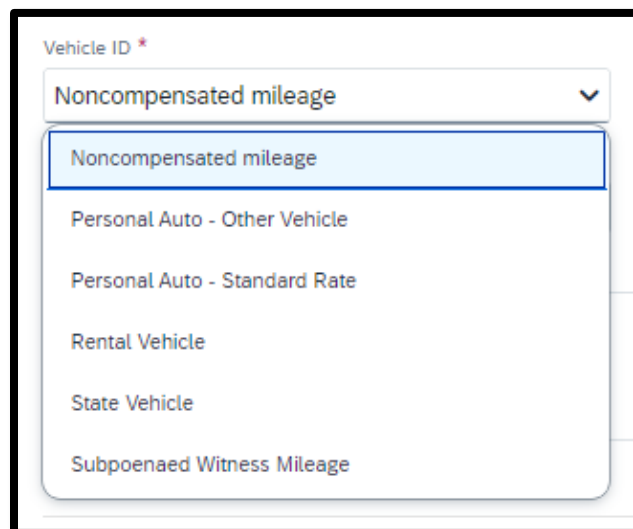 Vehicle ID *
Noncompensated mileage
Noncompensated mileage
Personal Auto - Other Vehicle
Personal Auto - Standard Rate
Rental Vehicle
State Vehicle
Subpoenaed Witness Mileage